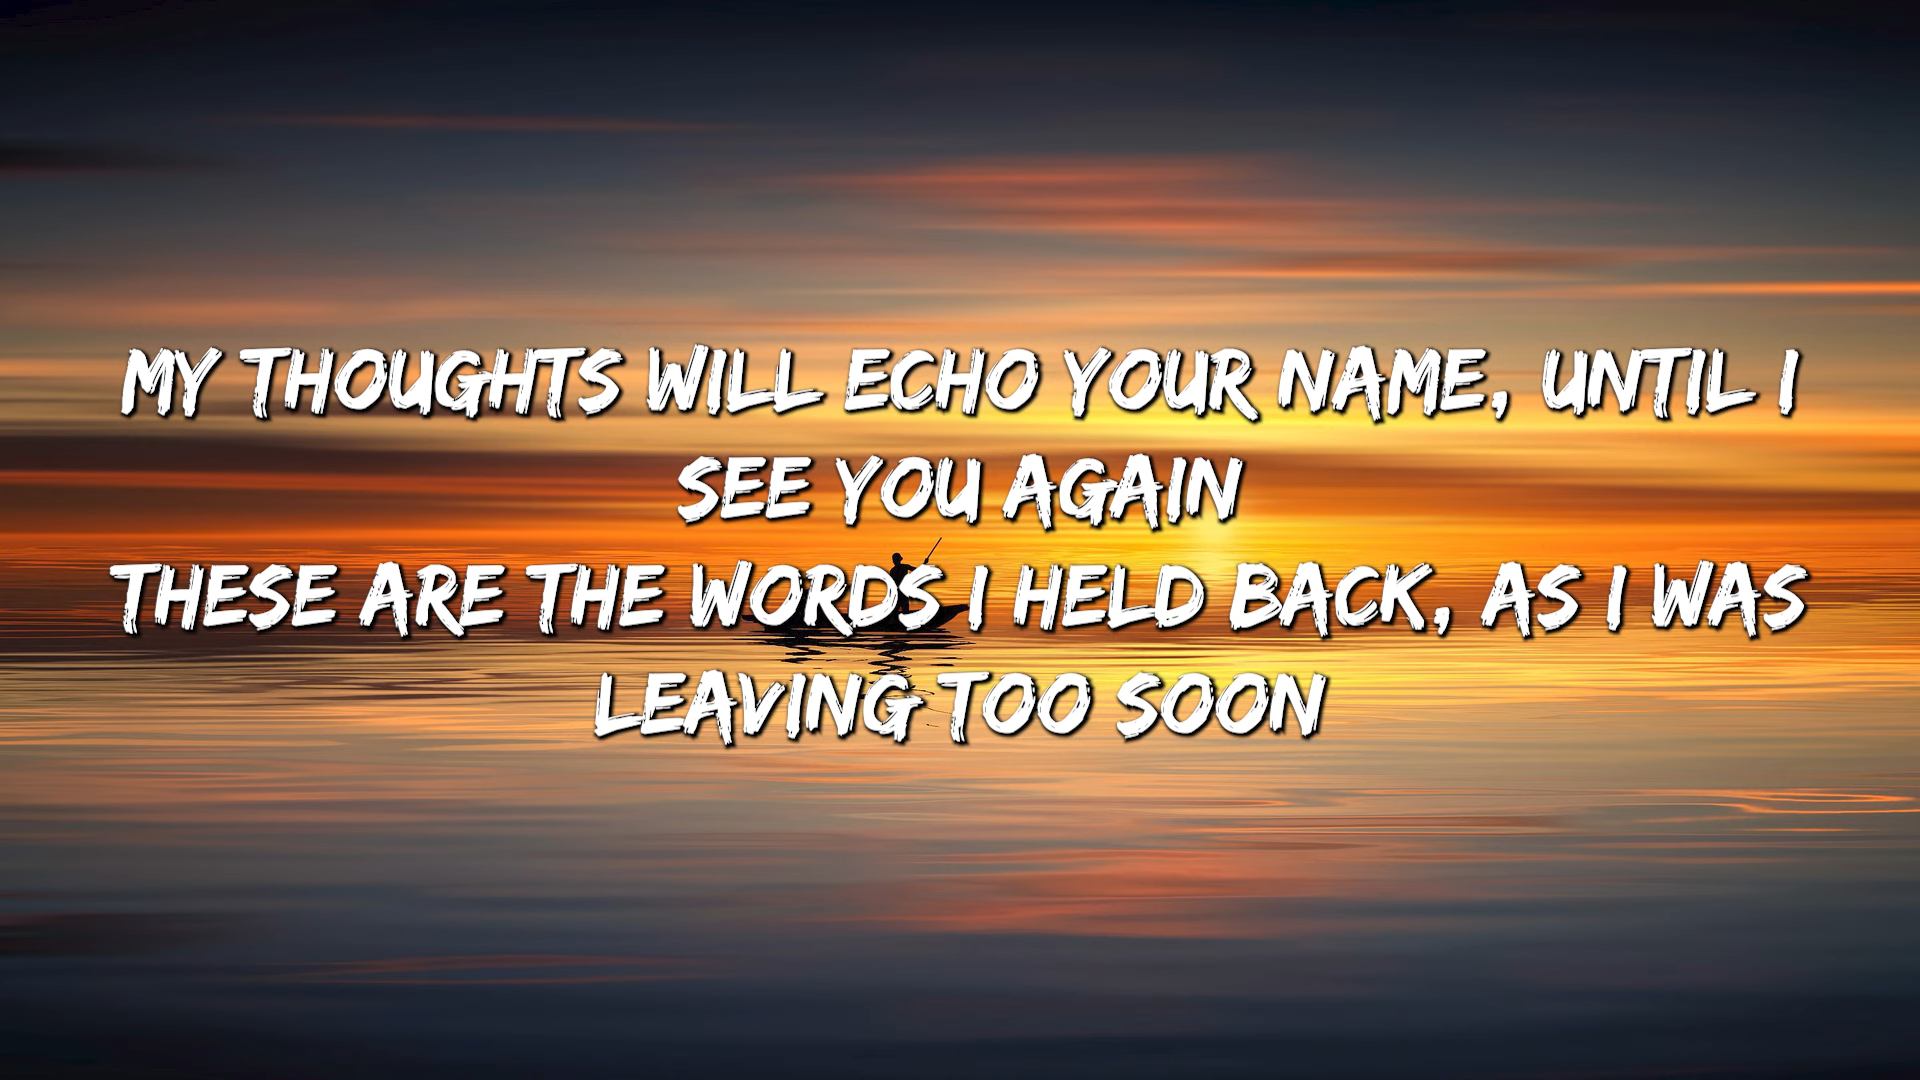 MY THOUGHTS WILL ECHO YOUR NAME, UNTIL I
SEE YOU AGAIN
THESE ARE THE WORDS I HELD BACK, AS I WAS
LEAVING TOO SOON